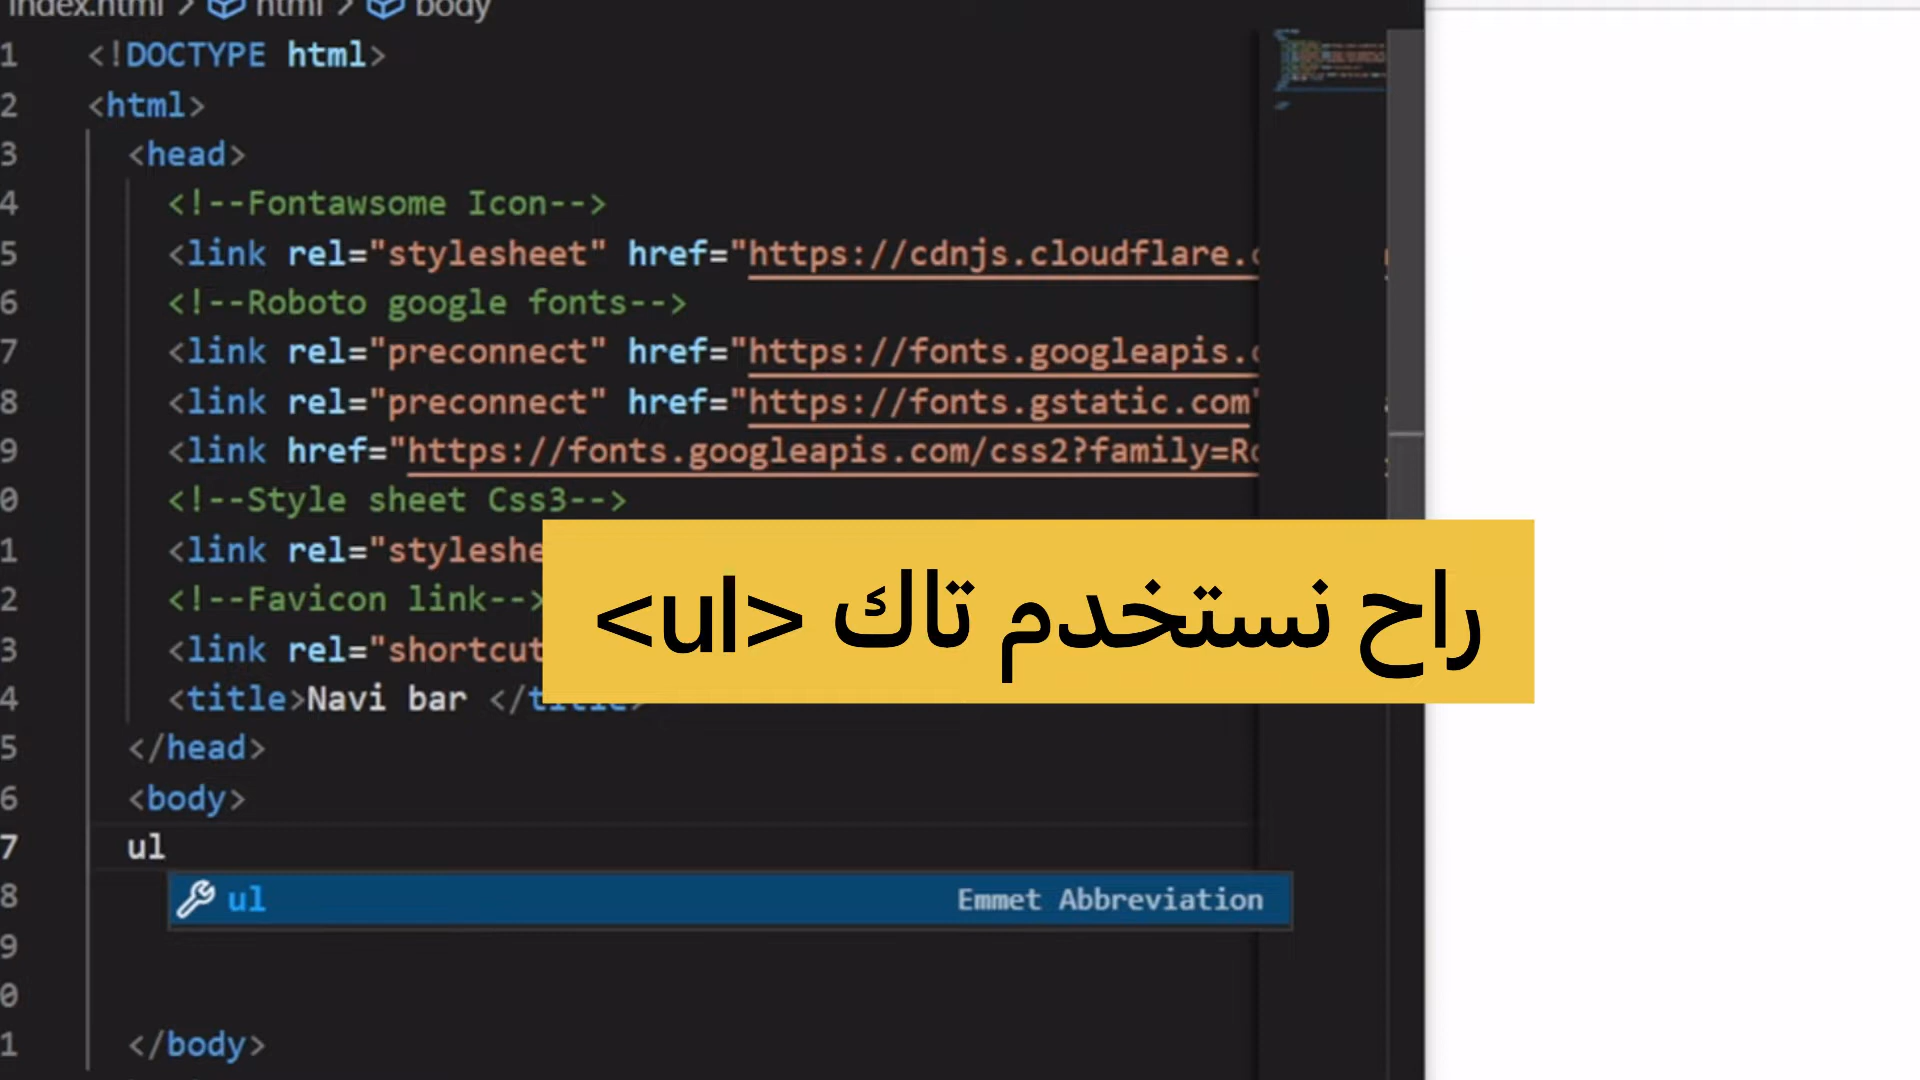 index.html > html > body
1 <!DOCTYPE html>
2 <html>
3 <head>
4 <!--Fontawsome Icon-->
5 <link rel="stylesheet" href="https://cdnjs.cloudflare.
6 <!--Roboto google fonts-->
7 <link rel="preconnect" href="https://fonts.googleapis.
8 <link rel="preconnect" href="https://fonts.gstatic.com"
9 <link href="https://fonts.googleapis.com/css2?family=Ro
0 <!--Style sheet Css3-->
1 <link rel="styleshe
2 <!--Favicon link-->
راح نستخدم تاك <ul>
3 <link rel="shortcut
4 <title>Navi bar </title>
5 </head>
6 <body>
7 ul
8 ul Emmet Abbreviation
9
0
1 </body>